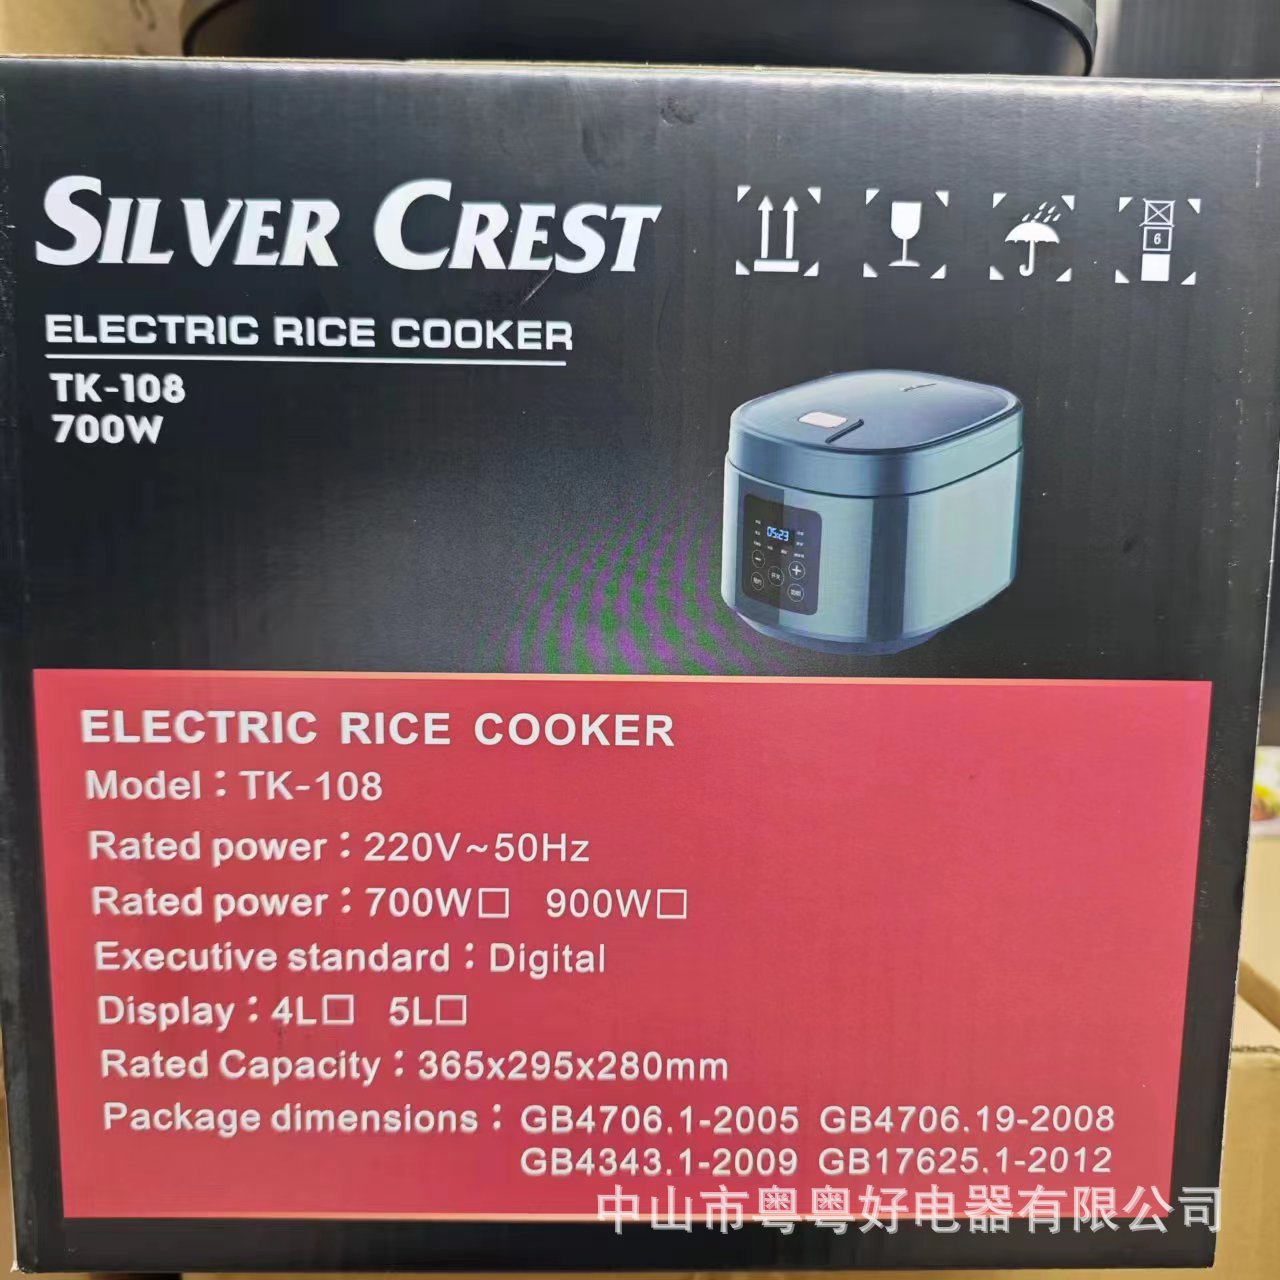 SILVER CREST
ELECTRIC RICE COOKER
TK-108
700W
6
05:23
ELECTRIC RICE COOKER
Model：TK-108
Rated power：220V~50Hz
Rated power：700W□ 900W□
Executive standard：Digital
Display：4L□ 5L□
Rated Capacity：365x295x280mm
Package dimensions：GB4706.1-2005 GB4706.19-2008
GB4343.1-2009 GB17625.1-2012
中山市粤粤好电器有限公司